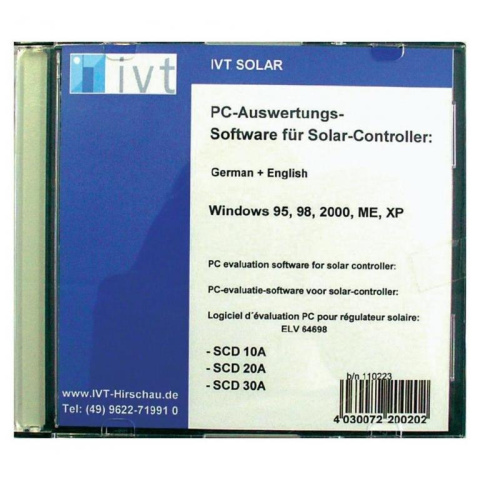 ivt
IVT SOLAR
PC-Auswertungs-
Software für Solar-Controller:
German + English
Windows 95, 98, 2000, ME, XP
PC evaluation software for solar controller:
PC-evaluatie-software voor solar-controller:
Logiciel d´évaluation PC pour régulateur solaire:
ELV 64698
- SCD 10A
- SCD 20A
- SCD 30A
b/n 110223
4 030072 200202
www.IVT-Hirschau.de
Tel: (49) 9622-71991 0